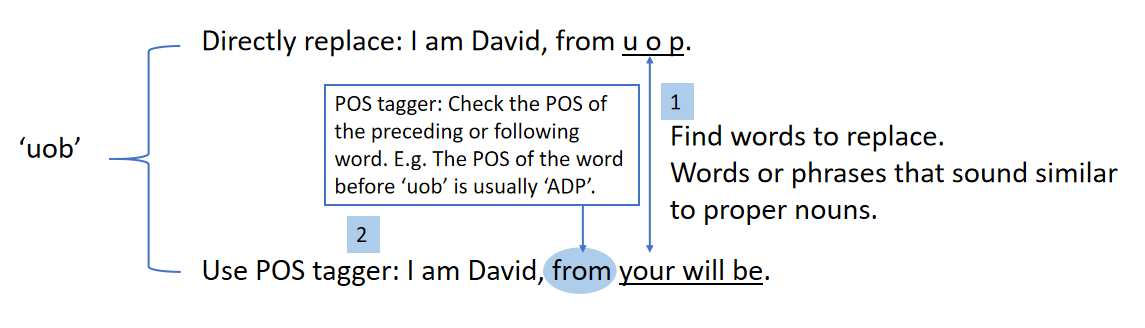 Directly replace: I am David, from u o p.
‘uob’
POS tagger: Check the POS of
the preceding or following
word. E.g. The POS of the word
before ‘uob’ is usually ‘ADP’.
1
Find words to replace.
Words or phrases that sound similar
to proper nouns.
2
Use POS tagger: I am David, from your will be.